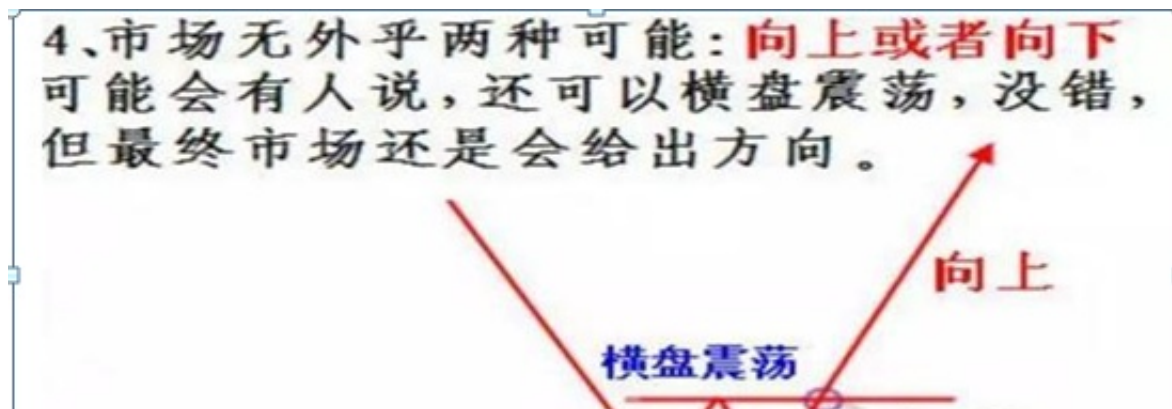 4、市场无外乎两种可能：向上或者向下
可能会有人说，还可以横盘震荡，没错，
但最终市场还是会给出方向。
向上
横盘震荡